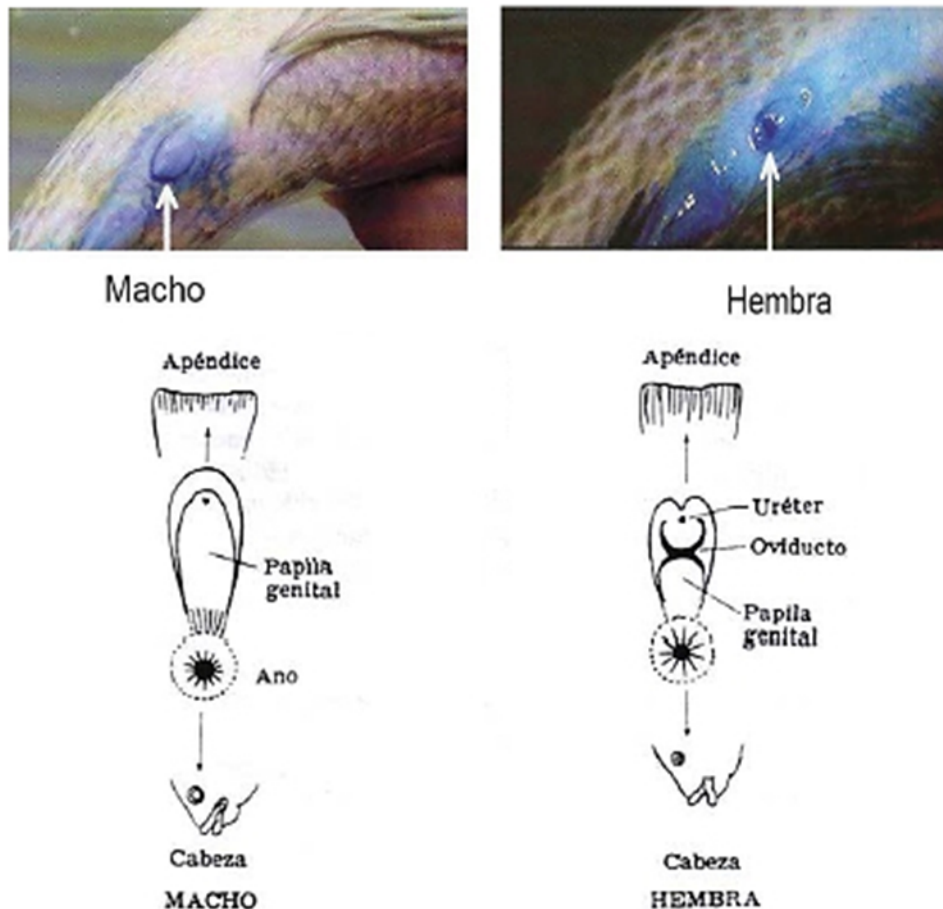 Macho
Hembra
Apéndice
Papila
genital
Ano
Cabeza
MACHO
Apéndice
Uréter
Oviducto
Papila
genital
Cabeza
HEMBRA